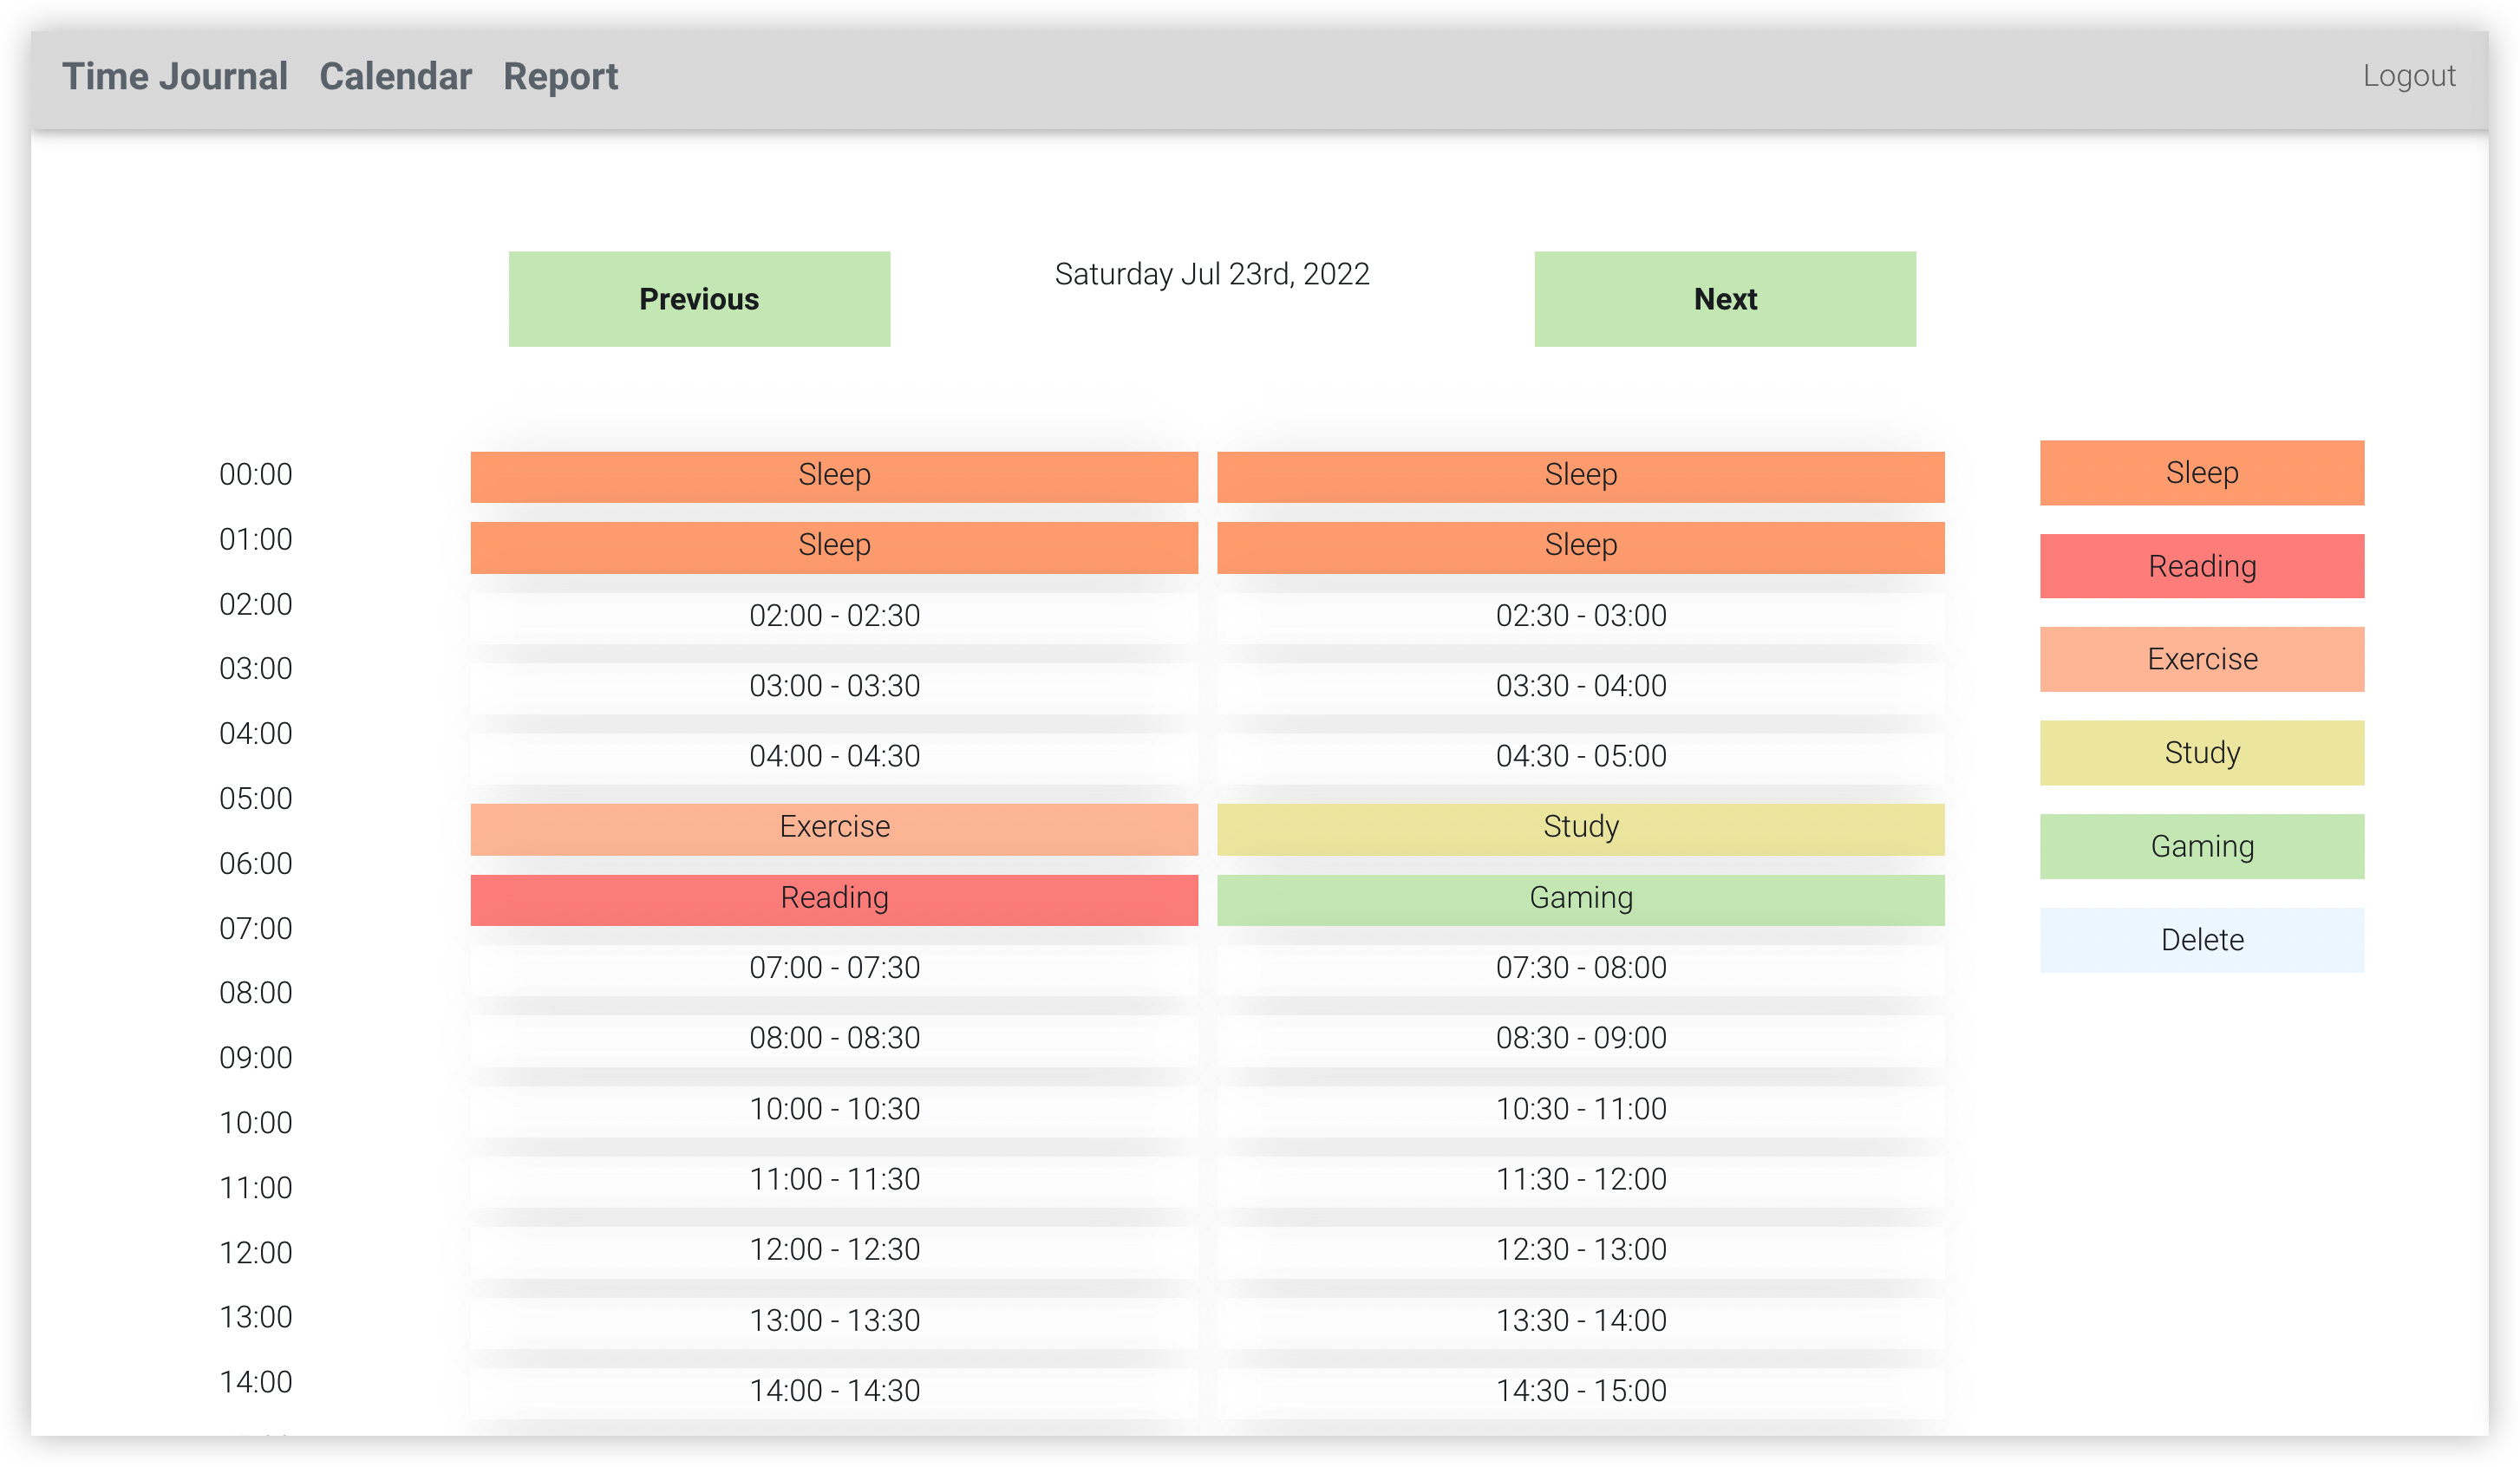 Time Journal Calendar Report Logout
Previous Saturday Jul 23rd, 2022 Next
00:00 Sleep Sleep Sleep
01:00 Sleep Sleep Reading
02:00 02:00 - 02:30 02:30 - 03:00 Exercise
03:00 03:00 - 03:30 03:30 - 04:00
04:00 04:00 - 04:30 04:30 - 05:00 Study
05:00 Exercise Study Gaming
06:00 Reading Gaming Delete
07:00 07:00 - 07:30 07:30 - 08:00
08:00 08:00 - 08:30 08:30 - 09:00
09:00 10:00 - 10:30 10:30 - 11:00
10:00 11:00 - 11:30 11:30 - 12:00
11:00 12:00 - 12:30 12:30 - 13:00
12:00 13:00 - 13:30 13:30 - 14:00
13:00 14:00 - 14:30 14:30 - 15:00
14:00